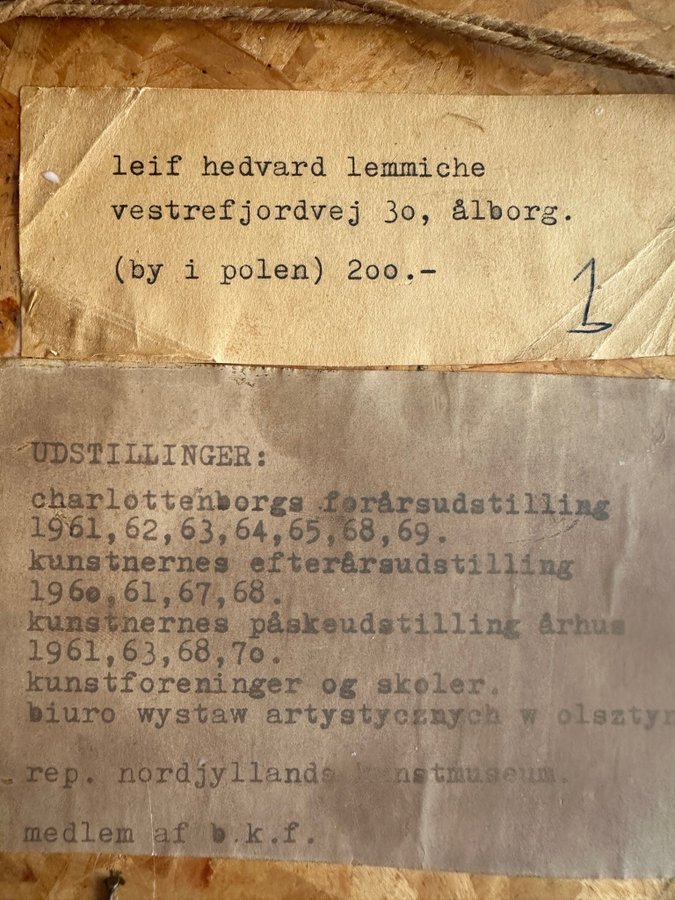 leif hedvard lemmiche
vestrefjordvej 3o, ålborg.
(by i polen) 2oo.-
1
UDSTILLINGER:
charlottenborgs forårsudstilling
1961,62,63,64,65,68,69.
kunstnernes efterårsudstilling
196o,61,67,68.
kunstnernes påskeudstilling århus
1961,63,68,7o.
kunstforeninger og skoler.
biuro wystaw artystycznych w olsztyn
rep. nordjyllands kunstmuseum.
medlem af b.k.f.